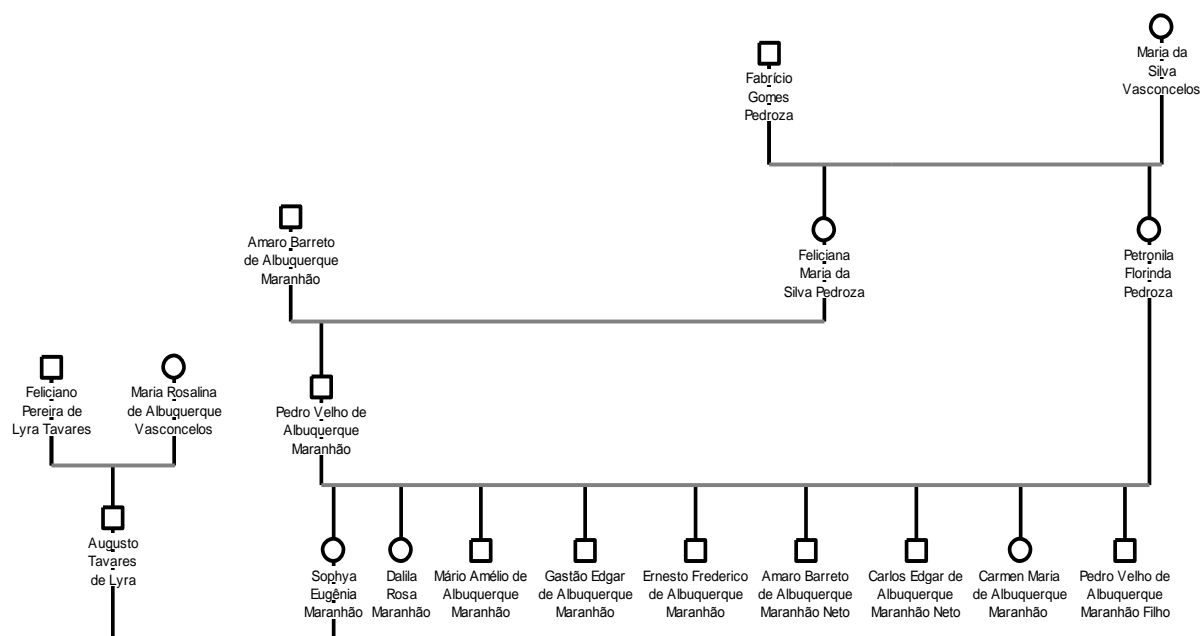 Maria da
Silva
Vasconcelos
Fabrício
Gomes
Pedroza
Amaro Barreto
de Albuquerque
Maranhão
Feliciana
Maria da
Silva Pedroza
Petronila
Florinda
Pedroza
Feliciano
Pereira de
Lyra Tavares
Maria Rosalina
de Albuquerque
Vasconcelos
Pedro Velho de
Albuquerque
Maranhão
Augusto
Tavares
de Lyra
Sophya
Eugênia
Maranhão
Dalila
Rosa
Maranhão
Mário Amélio de
Albuquerque
Maranhão
Gastão Edgar
de Albuquerque
Maranhão
Ernesto Frederico
de Albuquerque
Maranhão
Amaro Barreto
de Albuquerque
Maranhão Neto
Carlos Edgar de
Albuquerque
Maranhão Neto
Carmen Maria
de Albuquerque
Maranhão
Pedro Velho de
Albuquerque
Maranhão Filho